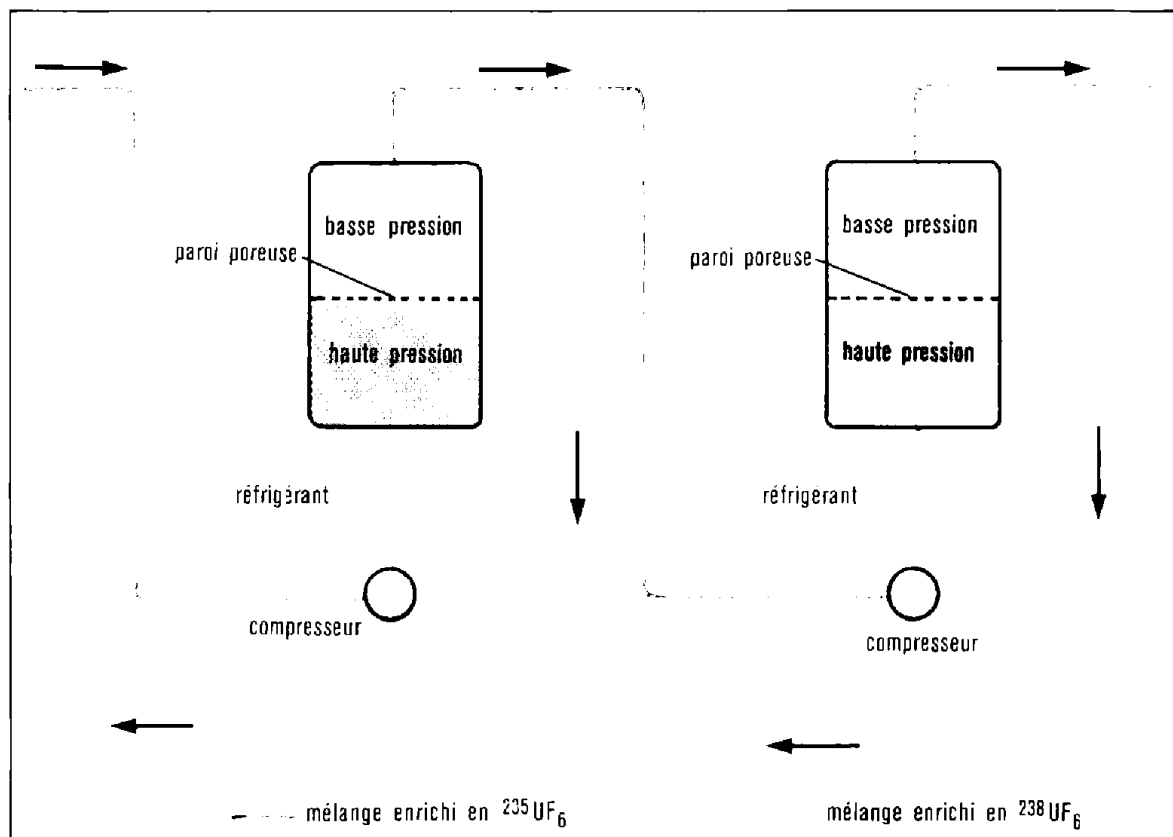 basse pression
basse pression
paroi poreuse
paroi poreuse
haute pression
haute pression
réfrigérant
réfrigérant
compresseur
compresseur
mélange enrichi en ²³⁵UF₆
mélange enrichi en ²³⁸UF₆